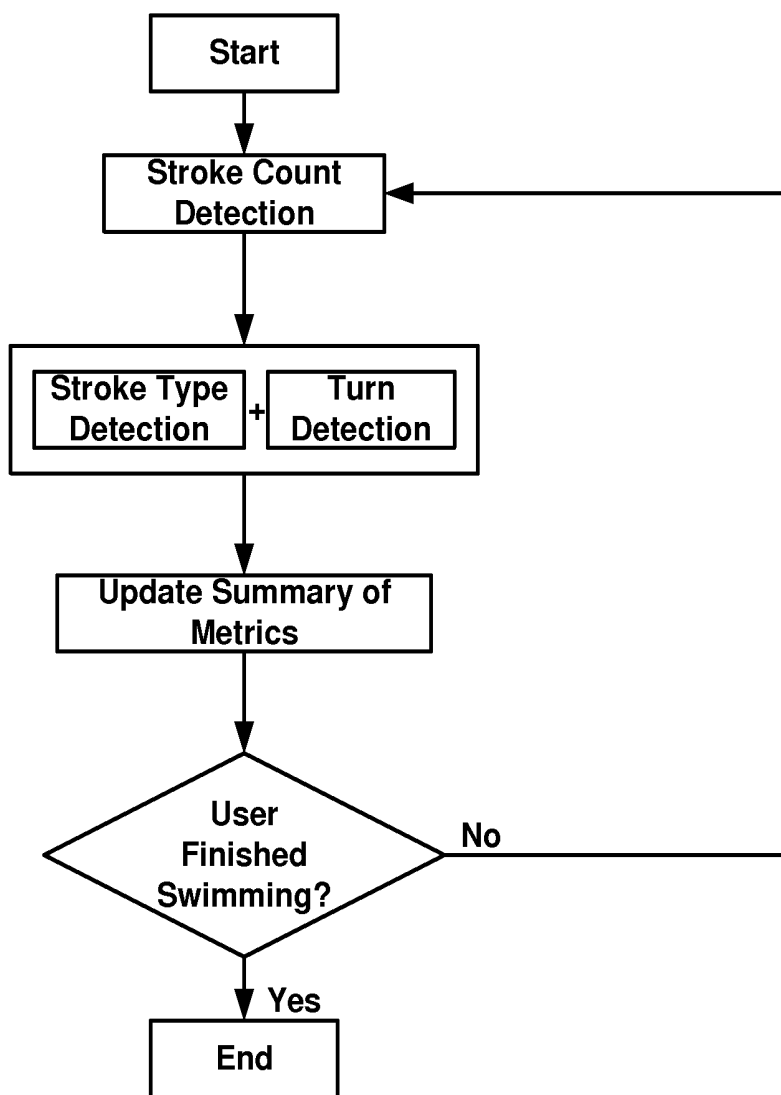 Start
Stroke Count
Detection
Stroke Type
Detection
+
Turn
Detection
Update Summary of
Metrics
User
Finished
Swimming?
No
Yes
End